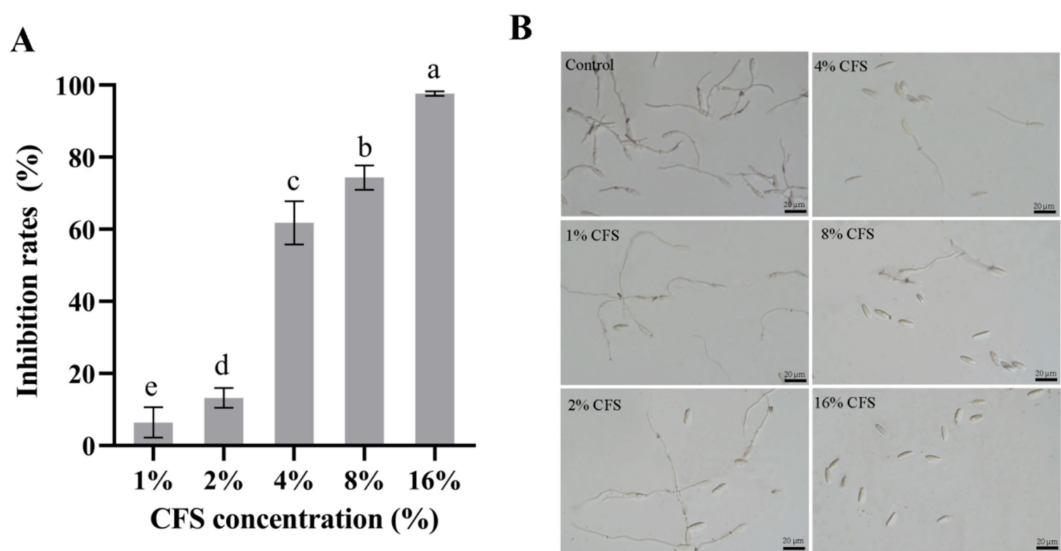 A
Inhibition rates (%)
100
80
60
40
20
0
e
d
c
b
a
1% 2% 4% 8% 16%
CFS concentration (%)
B
Control
20 μm
4% CFS
20 μm
1% CFS
20 μm
8% CFS
20 μm
2% CFS
20 μm
16% CFS
20 μm